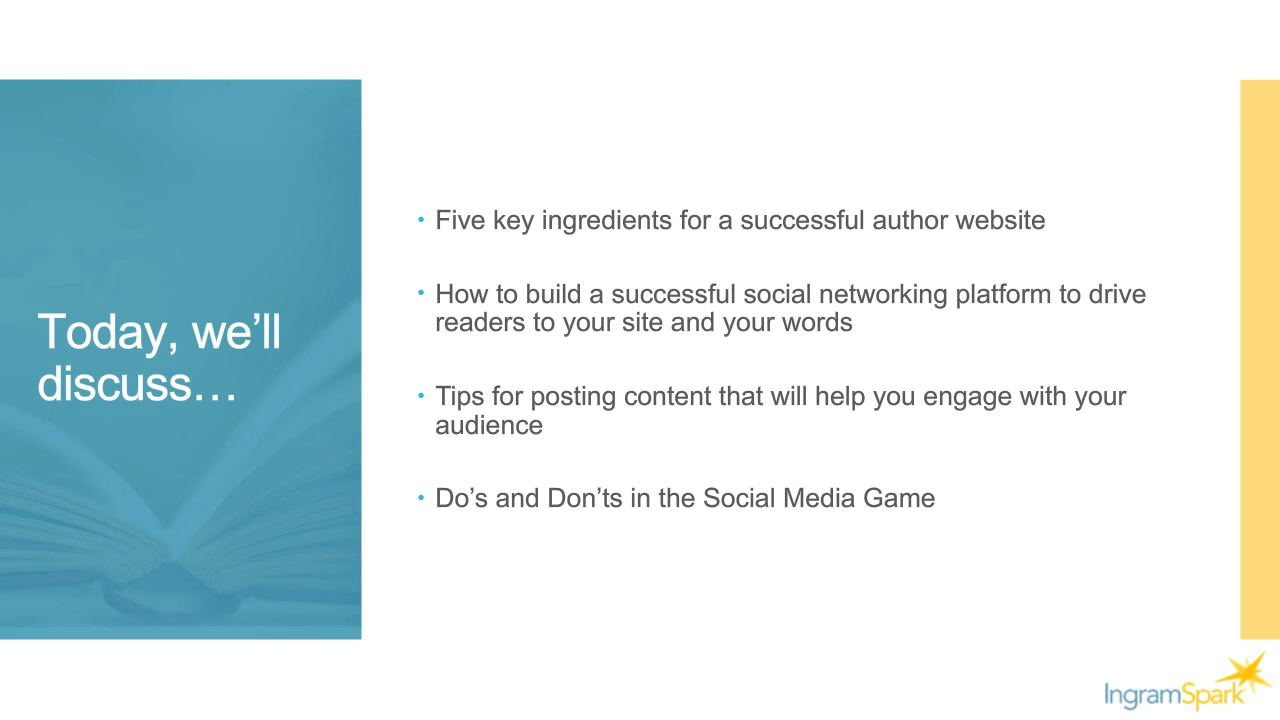 Today, we’ll
discuss…
• Five key ingredients for a successful author website
• How to build a successful social networking platform to drive
readers to your site and your words
• Tips for posting content that will help you engage with your
audience
• Do’s and Don’ts in the Social Media Game
IngramSpark